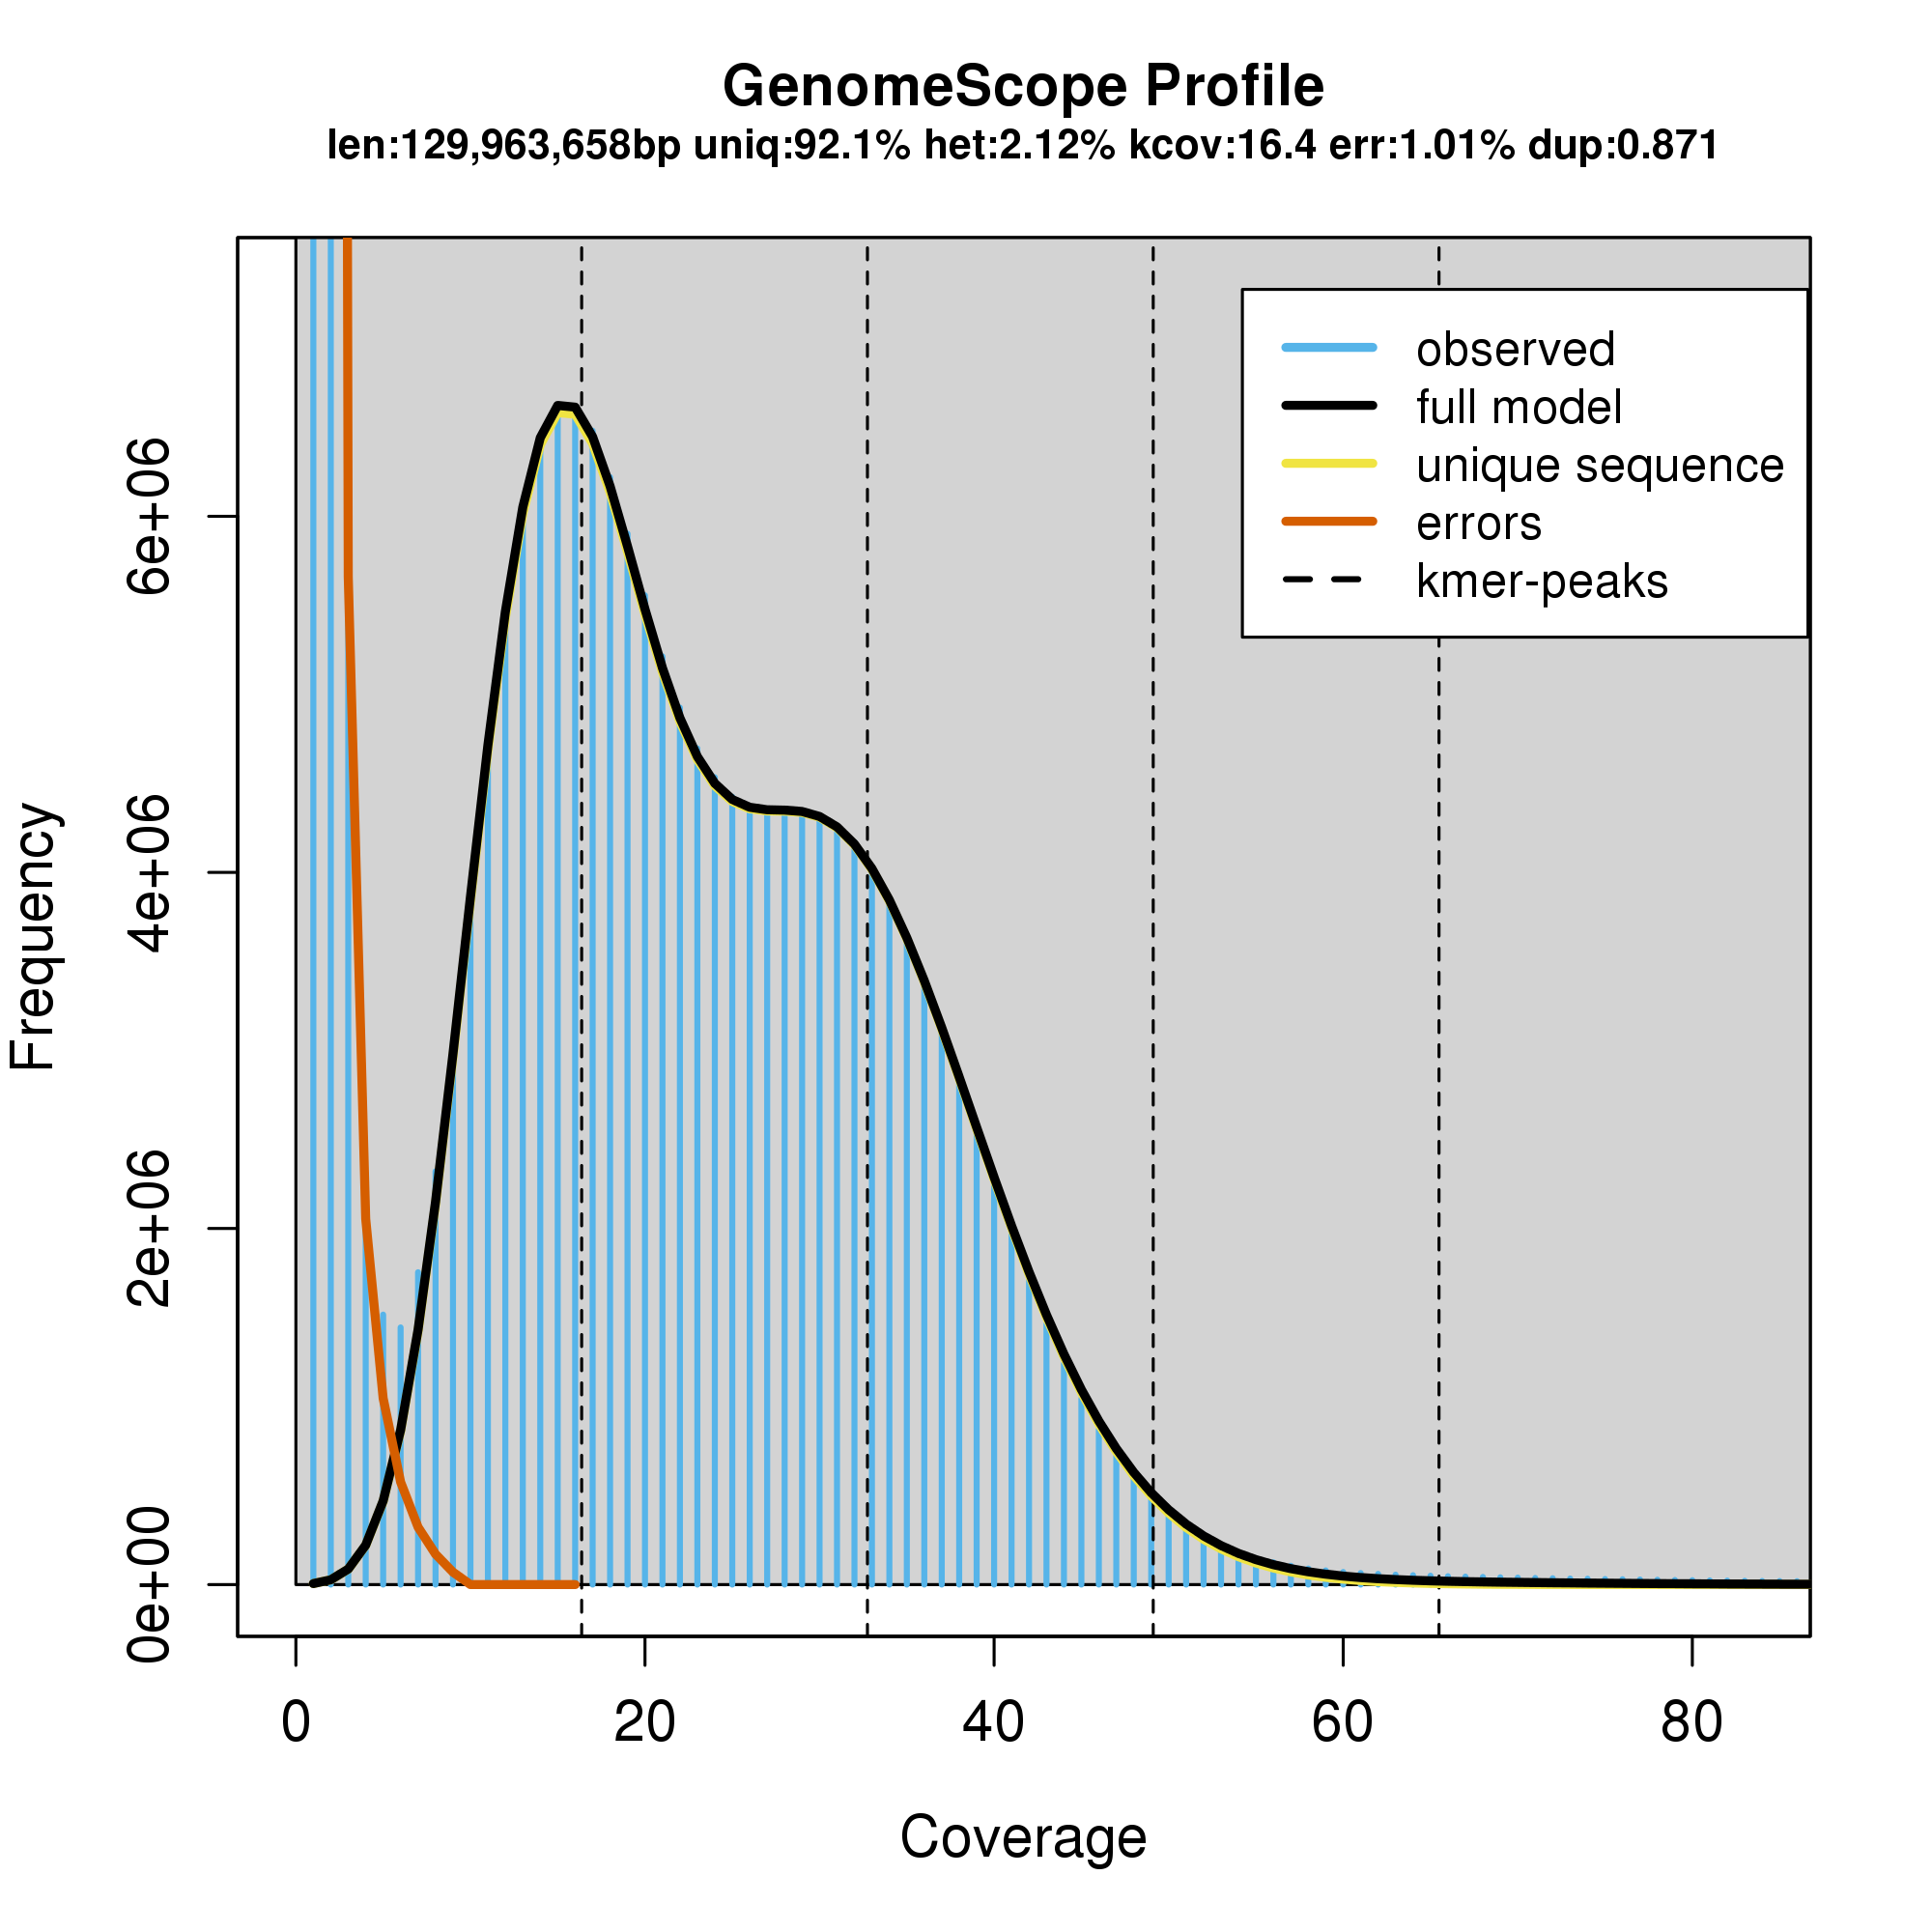 GenomeScope Profile
len:129,963,658bp uniq:92.1% het:2.12% kcov:16.4 err:1.01% dup:0.871
observed
full model
unique sequence
errors
kmer-peaks
Frequency
6e+06
4e+06
2e+06
0e+00
0 20 40 60 80
Coverage